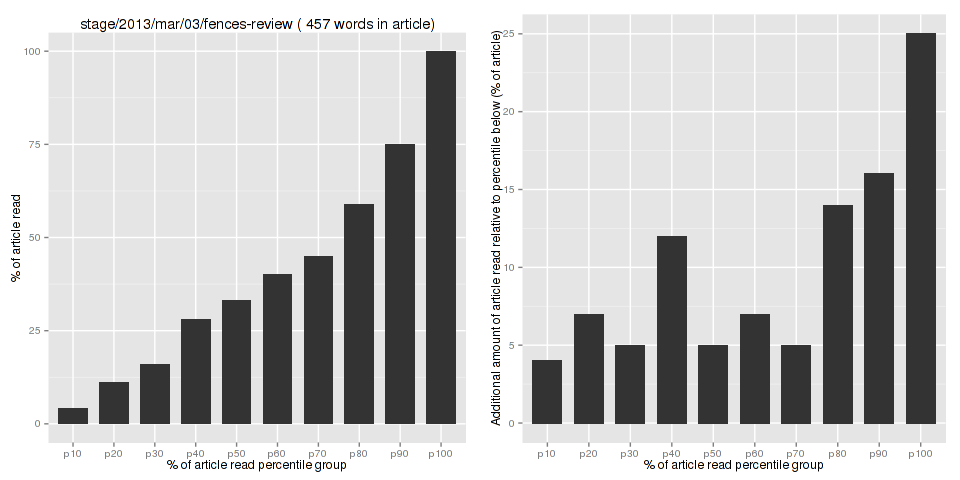 stage/2013/mar/03/fences-review ( 457 words in article)
% of article read
100
75
50
25
0
p10 p20 p30 p40 p50 p60 p70 p80 p90 p100
% of article read percentile group
Additional amount of article read relative to percentile below (% of article)
25
20
15
10
5
0
p10 p20 p30 p40 p50 p60 p70 p80 p90 p100
% of article read percentile group